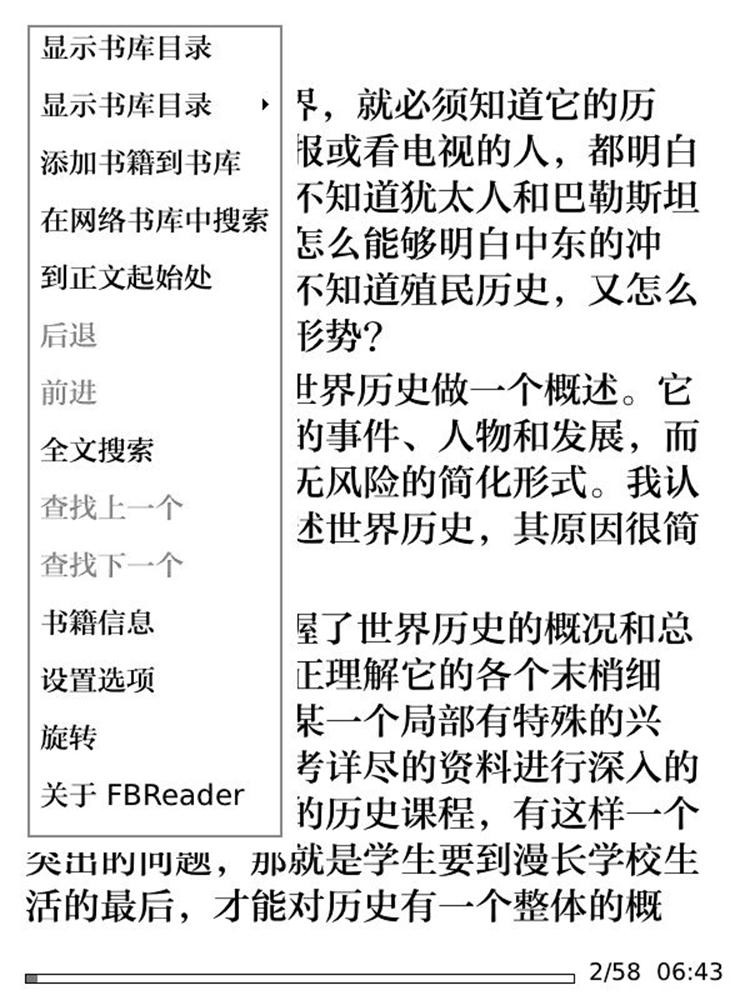 显示书库目录
显示书库目录
添加书籍到书库
在网络书库中搜索
到正文起始处
后退
前进
全文搜索
查找上一个
查找下一个
书籍信息
设置选项
旋转
关于 FBReader
界，就必须知道它的历
报或看电视的人，都明白
不知道犹太人和巴勒斯坦
怎么能够明白中东的冲
不知道殖民历史，又怎么
形势？
世界历史做一个概述。它
的事件、人物和发展，而
无风险的简化形式。我认
述世界历史，其原因很简
握了世界历史的概况和总
正理解它的各个末梢细
某一个局部有特殊的兴
考详尽的资料进行深入的
的历史课程，有这样一个
突出的问题，那就是学生要到漫长学校生
活的最后，才能对历史有一个整体的概
2/58 06:43